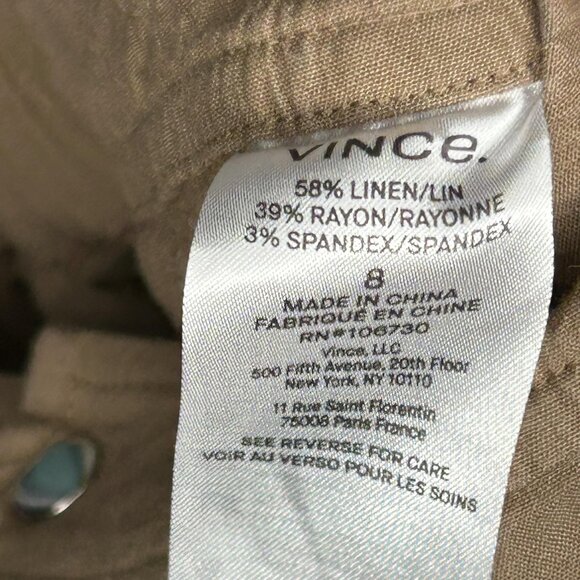 VINCe.
58% LINEN/LIN
39% RAYON/RAYONNE
3% SPANDEX/SPANDEX
8
MADE IN CHINA
FABRIQUÉ EN CHINE
RN#106730
Vince, LLC
500 Fifth Avenue, 20th Floor
New York, NY 10110
11 Rue Saint Florentin
75008 Paris France
SEE REVERSE FOR CARE
VOIR AU VERSO POUR LES SOINS